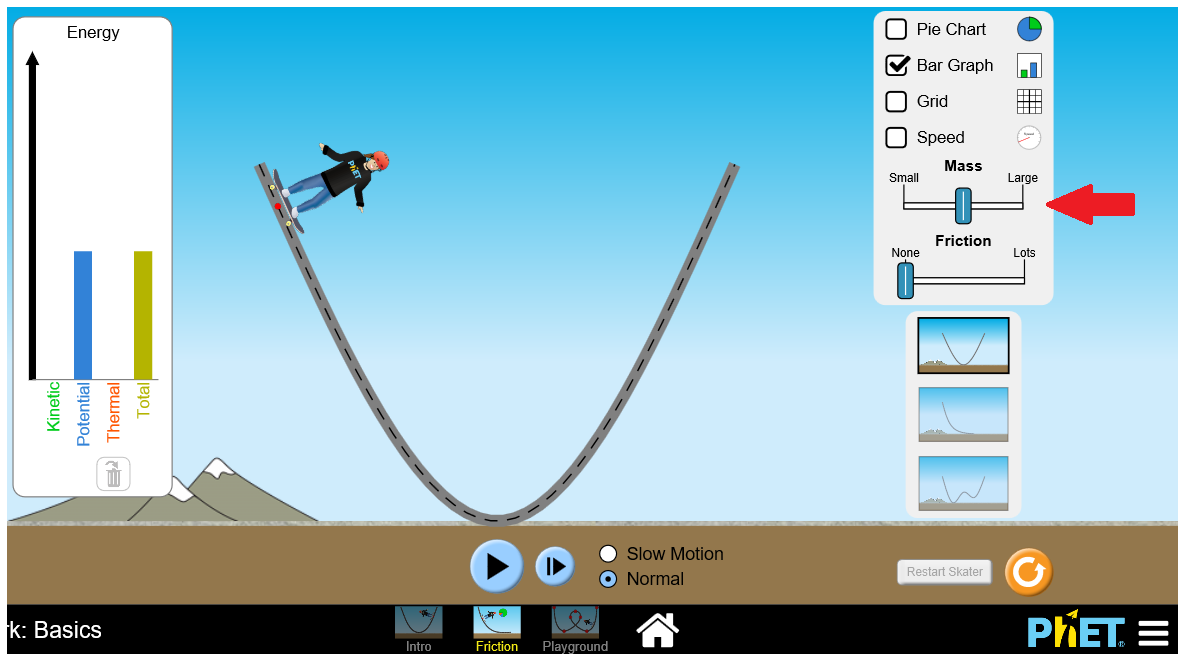 Energy
Kinetic
Potential
Thermal
Total
PhET
Pie Chart
Bar Graph
Grid
Speed
Mass
Small Large
Friction
None Lots
Slow Motion
Normal
Restart Skater
rk: Basics
Intro
Friction
Playground
PhET